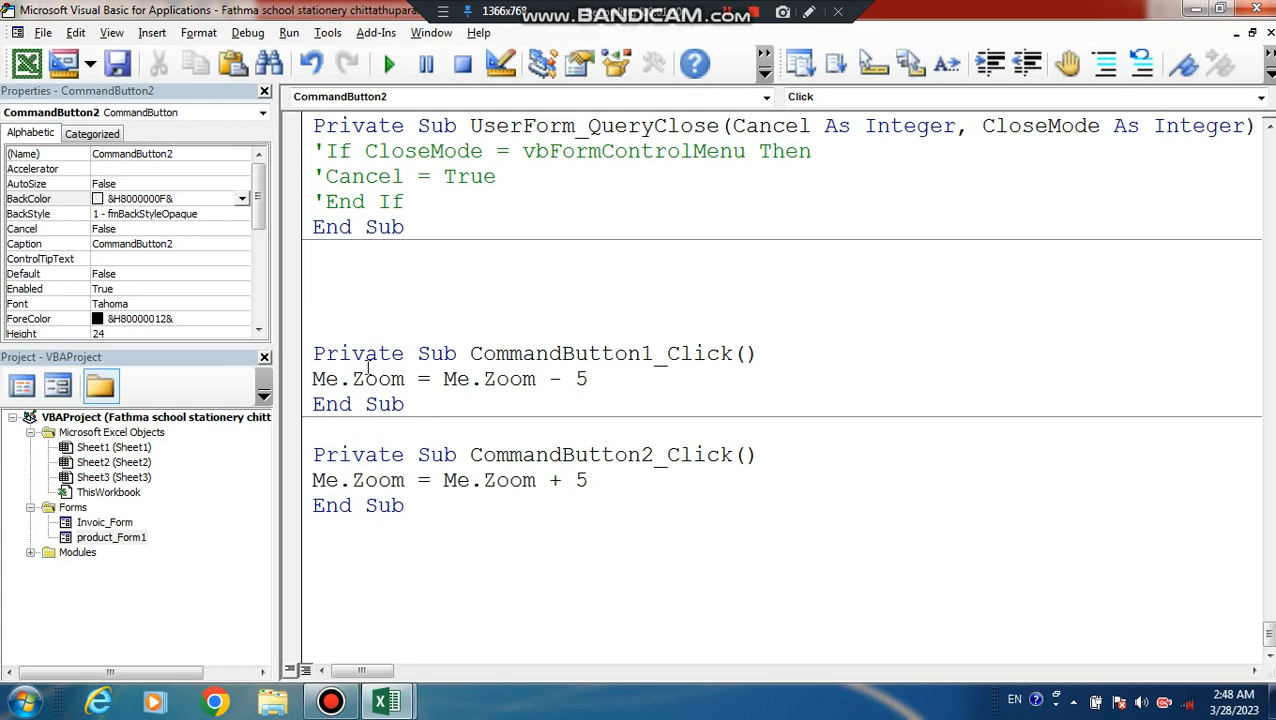 Microsoft Visual Basic for Applications - Fathma school stationery chittathupara
1366x768
www.BANDICAM.com
File Edit View Insert Format Debug Run Tools Add-Ins Window Help
Properties - CommandButton2
CommandButton2 CommandButton
Alphabetic Categorized
(Name) CommandButton2
Accelerator
AutoSize False
BackColor &H8000000F&
BackStyle 1 - fmBackStyleOpaque
Cancel False
Caption CommandButton2
ControlTipText
Default False
Enabled True
Font Tahoma
ForeColor &H80000012&
Height 24
Project - VBAProject
VBAProject (Fathma school stationery chitt
Microsoft Excel Objects
Sheet1 (Sheet1)
Sheet2 (Sheet2)
Sheet3 (Sheet3)
ThisWorkbook
Forms
Invoic_Form
product_Form1
Modules
CommandButton2 Click
Private Sub UserForm_QueryClose(Cancel As Integer, CloseMode As Integer)
'If CloseMode = vbFormControlMenu Then
'Cancel = True
'End If
End Sub
Private Sub CommandButton1_Click()
Me.Zoom = Me.Zoom - 5
End Sub
Private Sub CommandButton2_Click()
Me.Zoom = Me.Zoom + 5
End Sub
EN
2:48 AM
3/28/2023